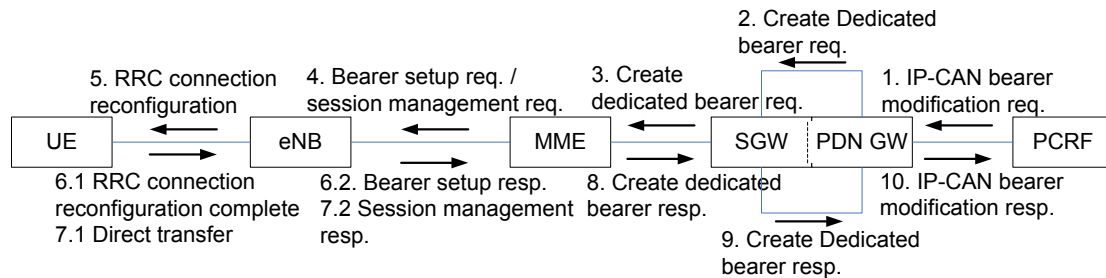 2. Create Dedicated
bearer req.
5. RRC connection
reconfiguration
4. Bearer setup req. /
session management req.
3. Create
dedicated bearer req.
1. IP-CAN bearer
modification req.
UE
eNB
MME
SGW
PDN GW
PCRF
6.1 RRC connection
reconfiguration complete
7.1 Direct transfer
6.2. Bearer setup resp.
7.2 Session management
resp.
8. Create dedicated
bearer resp.
10. IP-CAN bearer
modification resp.
9. Create Dedicated
bearer resp.